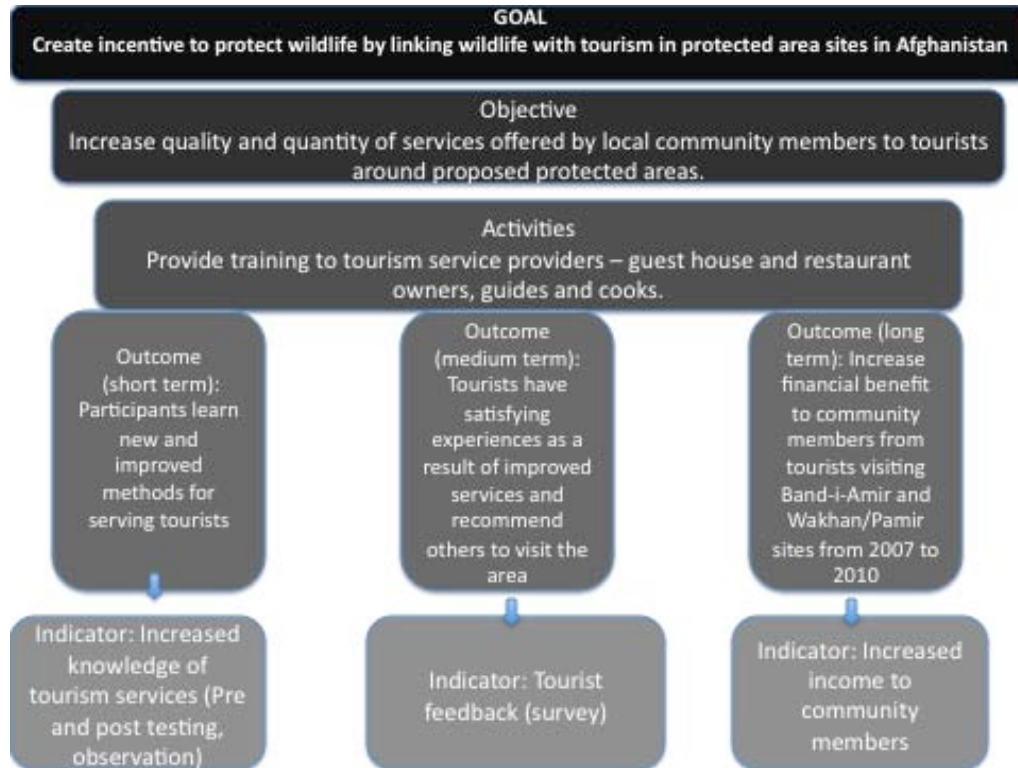 GOAL
Create incentive to protect wildlife by linking wildlife with tourism in protected area sites in Afghanistan
Objective
Increase quality and quantity of services offered by local community members to tourists
around proposed protected areas.
Activities
Provide training to tourism service providers – guest house and restaurant
owners, guides and cooks.
Outcome
(short term):
Participants learn
new and
improved
methods for
serving tourists
Outcome
(medium term):
Tourists have
satisfying
experiences as a
result of improved
services and
recommend
others to visit the
area
Outcome (long
term): Increase
financial benefit
to community
members from
tourists visiting
Band-i-Amir and
Wakhan/Pamir
sites from 2007 to
2010
Indicator: Increased
knowledge of
tourism services (Pre
and post testing,
observation)
Indicator: Tourist
feedback (survey)
Indicator: Increased
income to
community
members